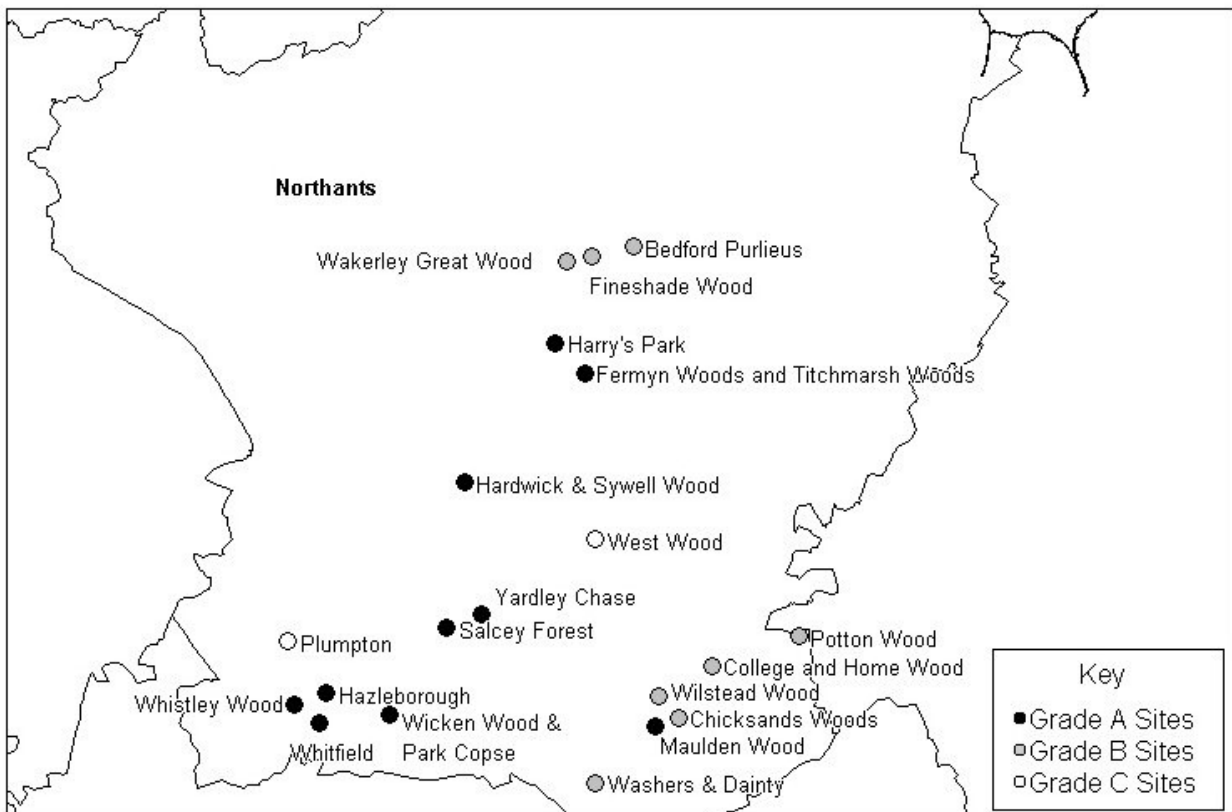 Northants
Bedford Purlieus
Wakerley Great Wood
Fineshade Wood
Harry's Park
Fermyn Woods and Titchmarsh Woods
Hardwick & Sywell Wood
West Wood
Yardley Chase
Salcey Forest
Plumpton
Potton Wood
College and Home Wood
Hazleborough
Wilstead Wood
Whistley Wood
Wicken Wood &
Park Copse
Chicksands Woods
Whitfield
Maulden Wood
Washers & Dainty
Key
Grade A Sites
Grade B Sites
Grade C Sites